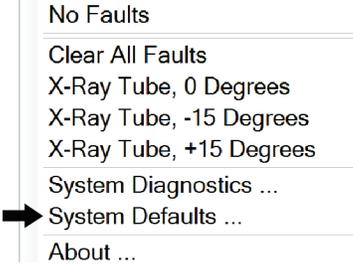 No Faults
Clear All Faults
X-Ray Tube, 0 Degrees
X-Ray Tube, -15 Degrees
X-Ray Tube, +15 Degrees
System Diagnostics ...
System Defaults ...
About ...